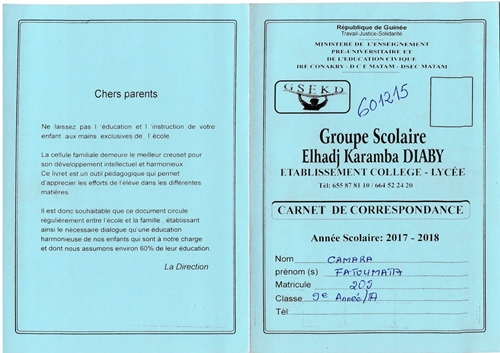 Chers parents
Ne laissez pas l 'éducation et l 'instruction de votre
enfant aux mains exclusives de l' école
La cellule familiale demeure le meilleur creuset pour
son développement intellectuel et harmonieux
Ce livret est un outil pédagogique qui permet
d'apprécier les efforts de l'elève dans les différentes
matières.
Il est donc souhaitable que ce document circule
régulièrement entre l'école et la famille , établissant
ainsi le nécessaire dialogue qu'une éducation
harmonieuse de nos enfants qui sont à notre charge
et dont nous assumons environ 60% de leur éducation.
La Direction
République de Guinée
Travail-Justice-Solidarité
MINISTERE DE L'ENSEIGNEMENT
PRE-UNIVERSITAIRE ET
DE L'EDUCATION CIVIQUE
IRE CONAKRY - D C E MATAM - DSEC MATAM
GSEKD
601215
Groupe Scolaire
Elhadj Karamba DIABY
ETABLISSEMENT COLLEGE - LYCÉE
Tél: 655 87 81 10 / 664 52 24 20
CARNET DE CORRESPONDANCE
Année Scolaire: 2017 - 2018
Nom CAMARA
prénom (s) FATOUMATTA
Matricule 205
Classe 9e Année/A
Tél